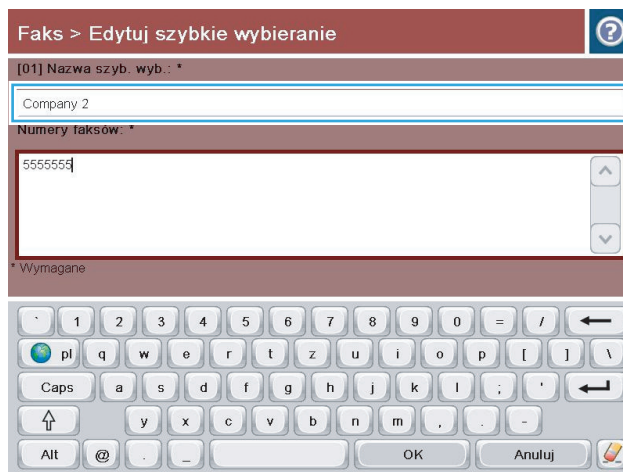 Faks > Edytuj szybkie wybieranie ?
[01] Nazwa szyb. wyb.: *
Company 2
Numery faksów: *
5555555
* Wymagane
` 1 2 3 4 5 6 7 8 9 0 = /
pl q w e r t z u i o p [ ] \
Caps a s d f g h j k l ; '
y x c v b n m , . -
Alt @ . _ OK Anuluj